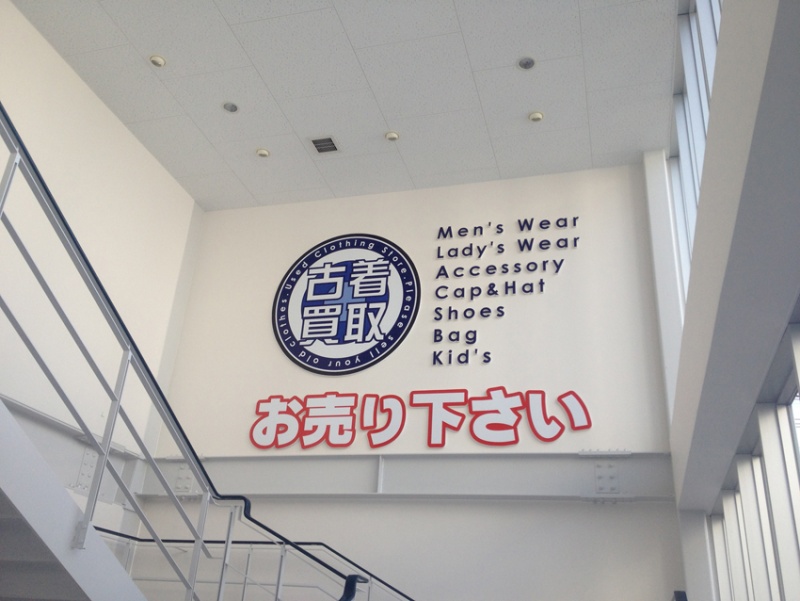 Used Clothing Store. Please sell your old clothes.
古着
買取
Men's Wear
Lady's Wear
Accessory
Cap&Hat
Shoes
Bag
Kid's
お売り下さい